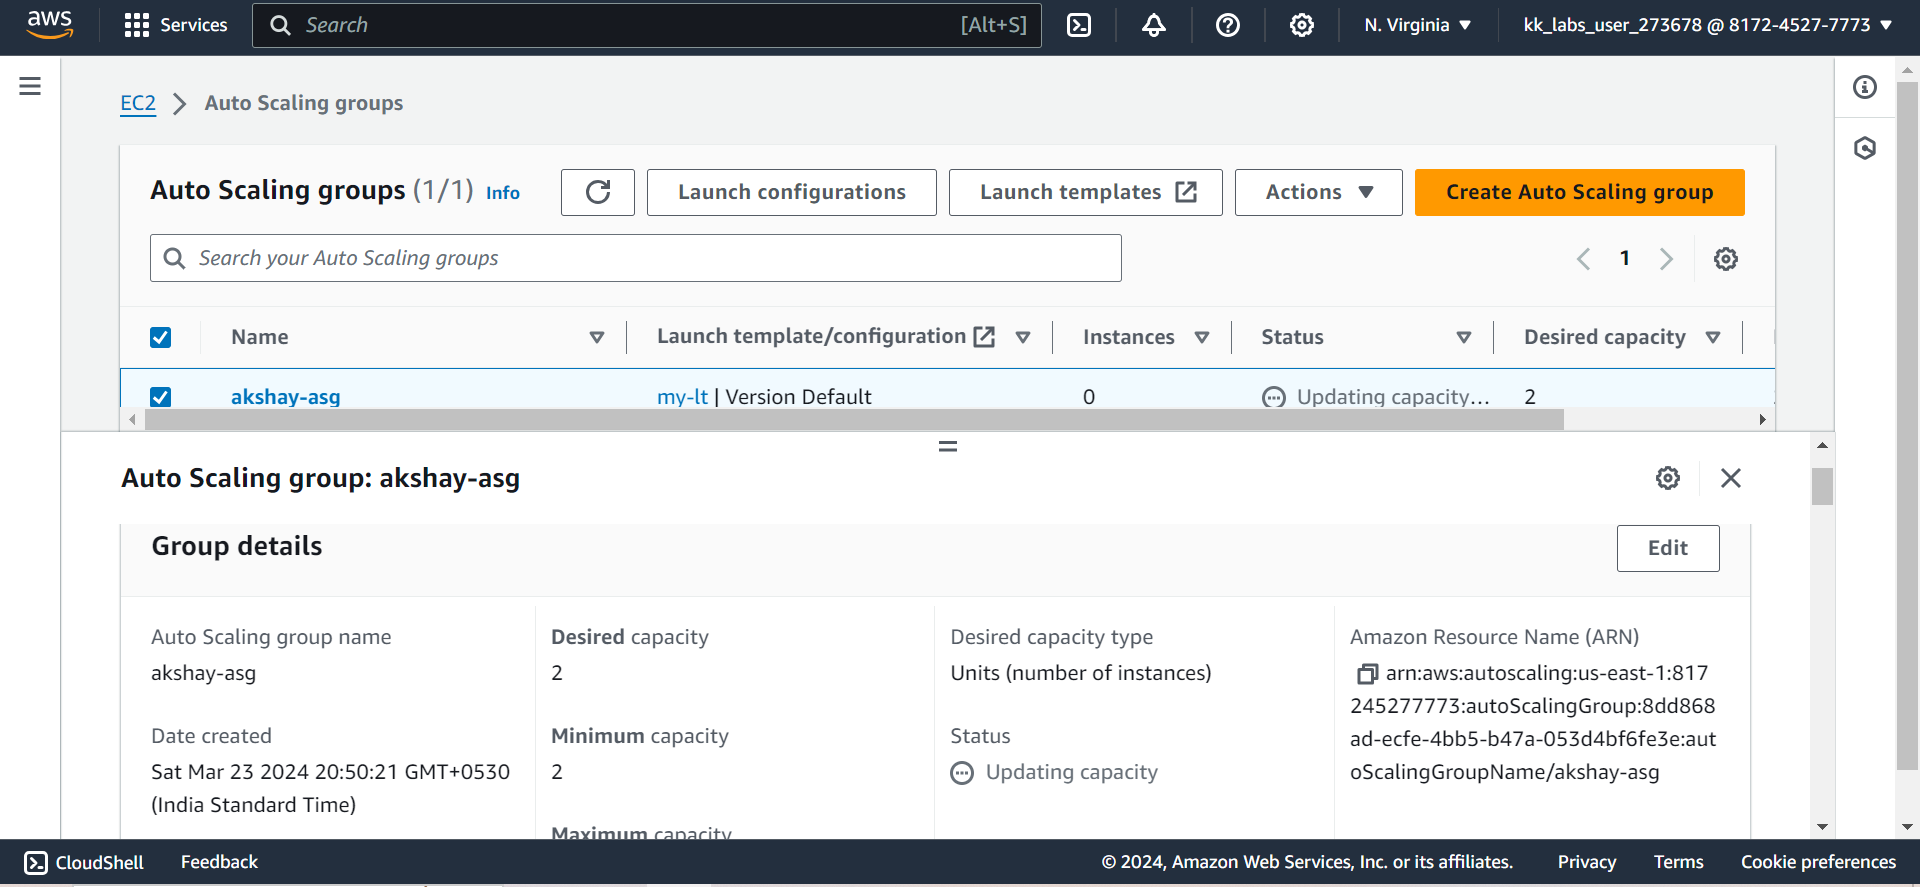 aws
Services
Search
[Alt+S]
N. Virginia
kk_labs_user_273678 @ 8172-4527-7773
EC2
Auto Scaling groups
Auto Scaling groups (1/1) Info
Launch configurations
Launch templates
Actions
Create Auto Scaling group
Search your Auto Scaling groups
1
Name
Launch template/configuration
Instances
Status
Desired capacity
akshay-asg
my-lt | Version Default
0
Updating capacity...
2
Auto Scaling group: akshay-asg
Group details
Edit
Auto Scaling group name
akshay-asg
Date created
Sat Mar 23 2024 20:50:21 GMT+0530
(India Standard Time)
Desired capacity
2
Minimum capacity
2
Maximum capacity
Desired capacity type
Units (number of instances)
Status
Updating capacity
Amazon Resource Name (ARN)
arn:aws:autoscaling:us-east-1:817
245277773:autoScalingGroup:8dd868
ad-ecfe-4bb5-b47a-053d4bf6fe3e:aut
oScalingGroupName/akshay-asg
CloudShell
Feedback
© 2024, Amazon Web Services, Inc. or its affiliates.
Privacy
Terms
Cookie preferences